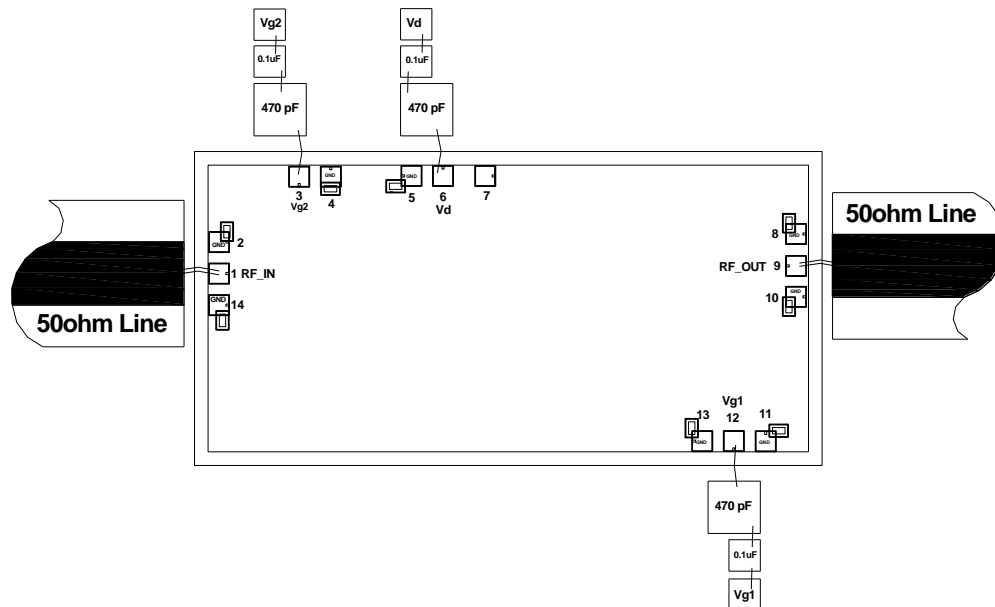 Vg2
Vd
0.1uF
0.1uF
470 pF
470 pF
GND
GND
3
4
5
6
7
Vg2
Vd
50ohm Line
GND
2
8
GND
1 RF_IN
RF_OUT 9
GND
14
10
GND
50ohm Line
Vg1
13
12
11
GND
GND
470 pF
0.1uF
Vg1